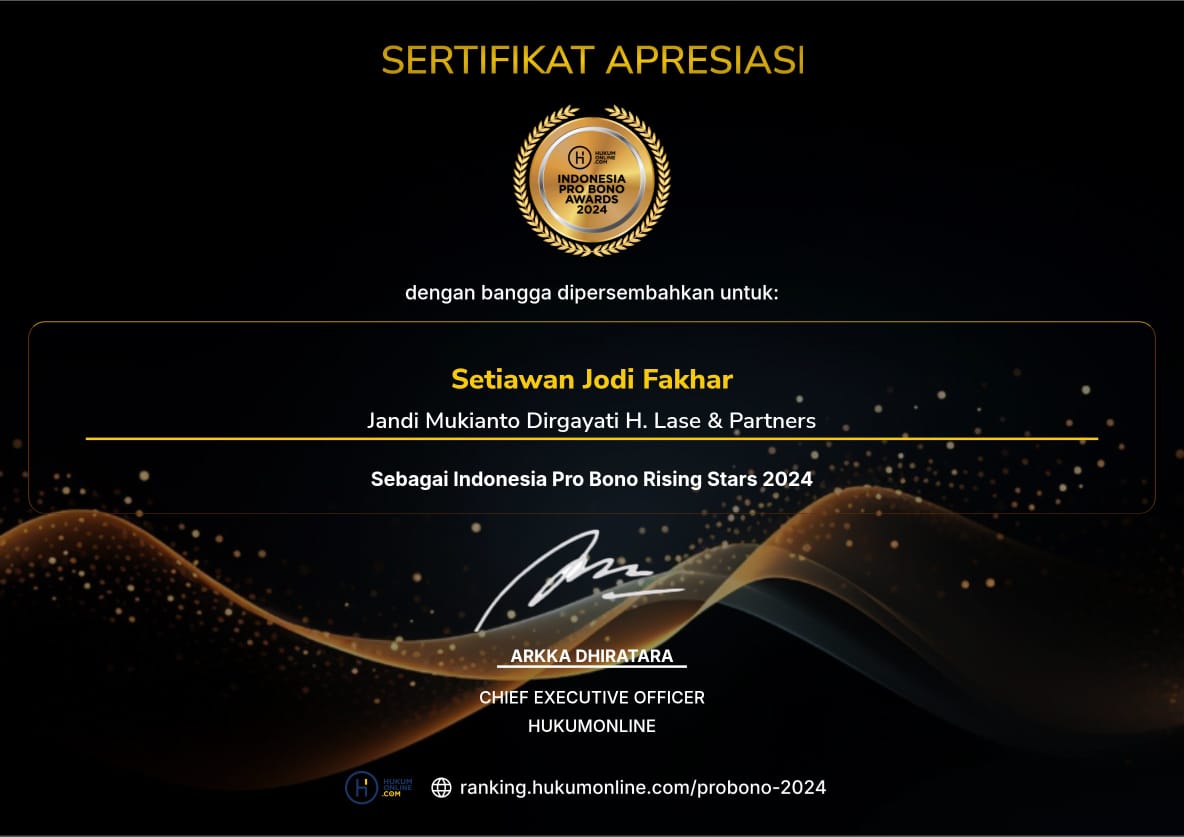 SERTIFIKAT APRESIASI
HUKUM
ONLINE
.COM
INDONESIA
PRO BONO
AWARDS
2024
dengan bangga dipersembahkan untuk:
Setiawan Jodi Fakhar
Jandi Mukianto Dirgayati H. Lase & Partners
Sebagai Indonesia Pro Bono Rising Stars 2024
ARKKA DHIRATARA
CHIEF EXECUTIVE OFFICER
HUKUMONLINE
HUKUM
ONLINE
.COM
ranking.hukumonline.com/probono-2024